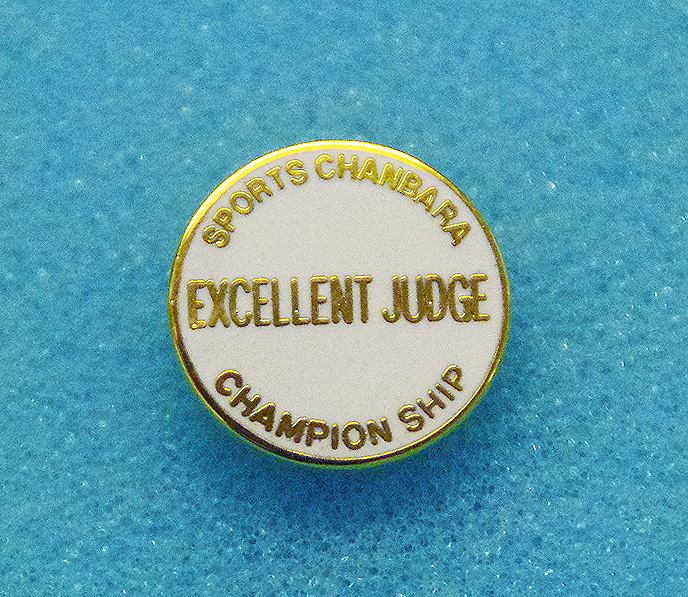 SPORTS CHANBARA
EXCELLENT JUDGE
CHAMPION SHIP